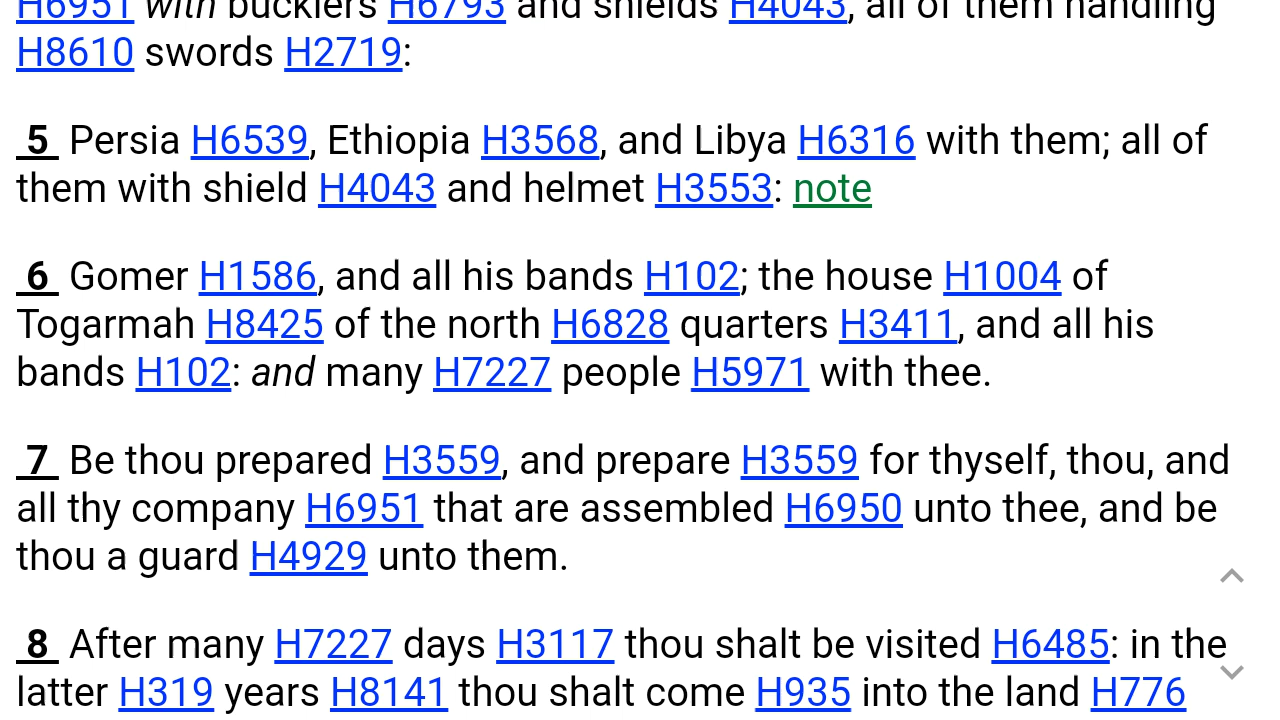 H6951 with bucklers H6793 and shields H4043, all of them handling
H8610 swords H2719:
5 Persia H6539, Ethiopia H3568, and Libya H6316 with them; all of
them with shield H4043 and helmet H3553: note
6 Gomer H1586, and all his bands H102; the house H1004 of
Togarmah H8425 of the north H6828 quarters H3411, and all his
bands H102: and many H7227 people H5971 with thee.
7 Be thou prepared H3559, and prepare H3559 for thyself, thou, and
all thy company H6951 that are assembled H6950 unto thee, and be
thou a guard H4929 unto them.
8 After many H7227 days H3117 thou shalt be visited H6485: in the
latter H319 years H8141 thou shalt come H935 into the land H776